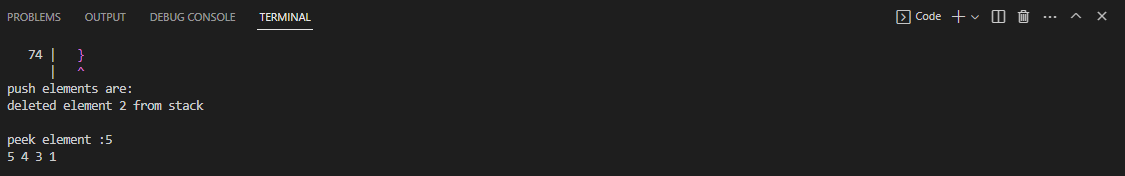 PROBLEMS OUTPUT DEBUG CONSOLE TERMINAL Code
74 | }
| ^
push elements are:
deleted element 2 from stack
peek element :5
5 4 3 1